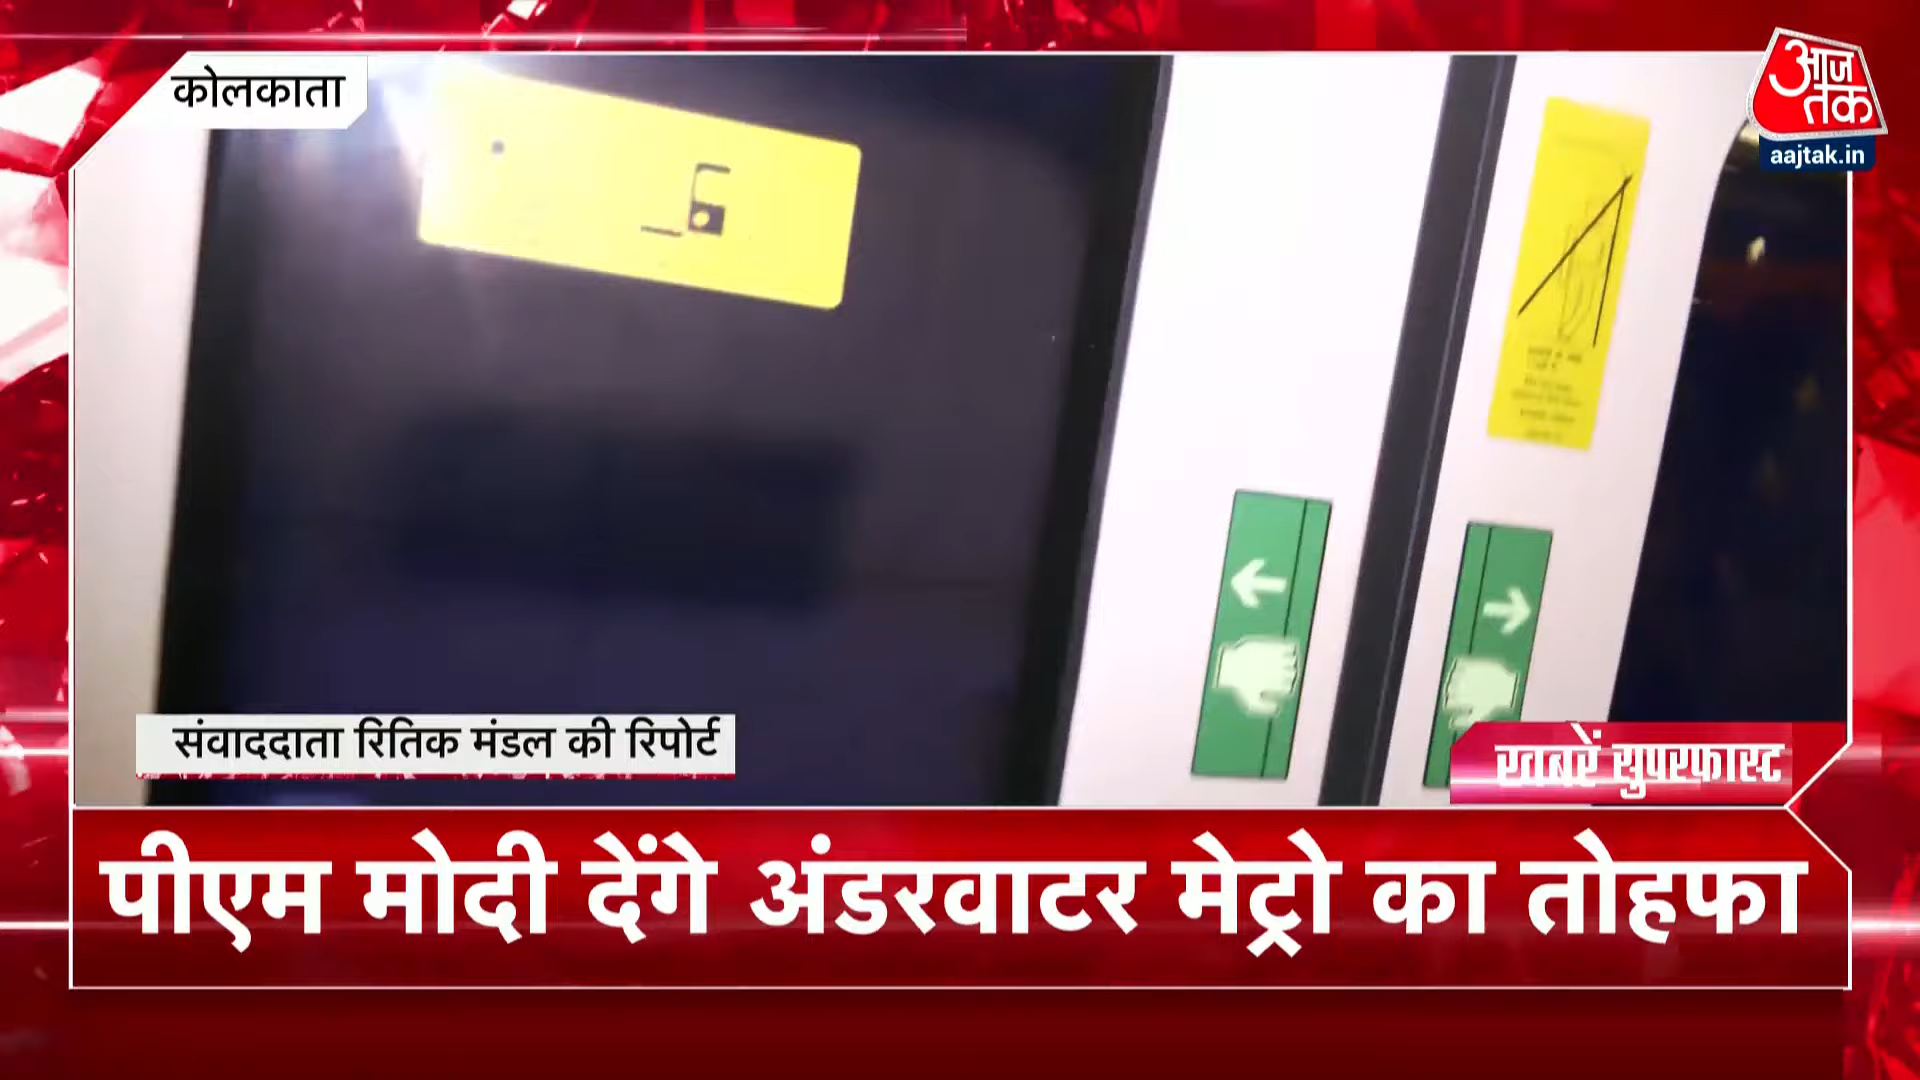 कोलकाता
आज
तक
aajtak.in
संवाददाता रितिक मंडल की रिपोर्ट
खबरें सुपरफास्ट
पीएम मोदी देंगे अंडरवाटर मेट्रो का तोहफा